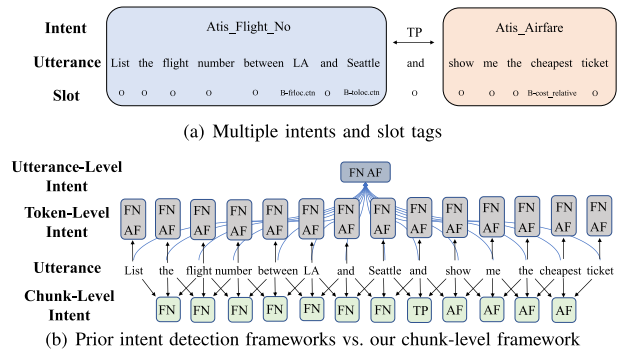 Intent Atis_Flight_No TP Atis_Airfare
Utterance List the flight number between LA and Seattle and show me the cheapest ticket
Slot O O O O O B-frloc.ctn O B-toloc.ctn O O O O B-cost_relative O
(a) Multiple intents and slot tags
Utterance-Level Intent FN AF
Token-Level Intent
FN FN FN FN FN FN FN FN FN FN FN FN FN FN
AF AF AF AF AF AF AF AF AF AF AF AF AF AF
Utterance List the flight number between LA and Seattle and show me the cheapest ticket
Chunk-Level Intent FN FN FN FN FN FN FN TP AF AF AF AF
(b) Prior intent detection frameworks vs. our chunk-level framework